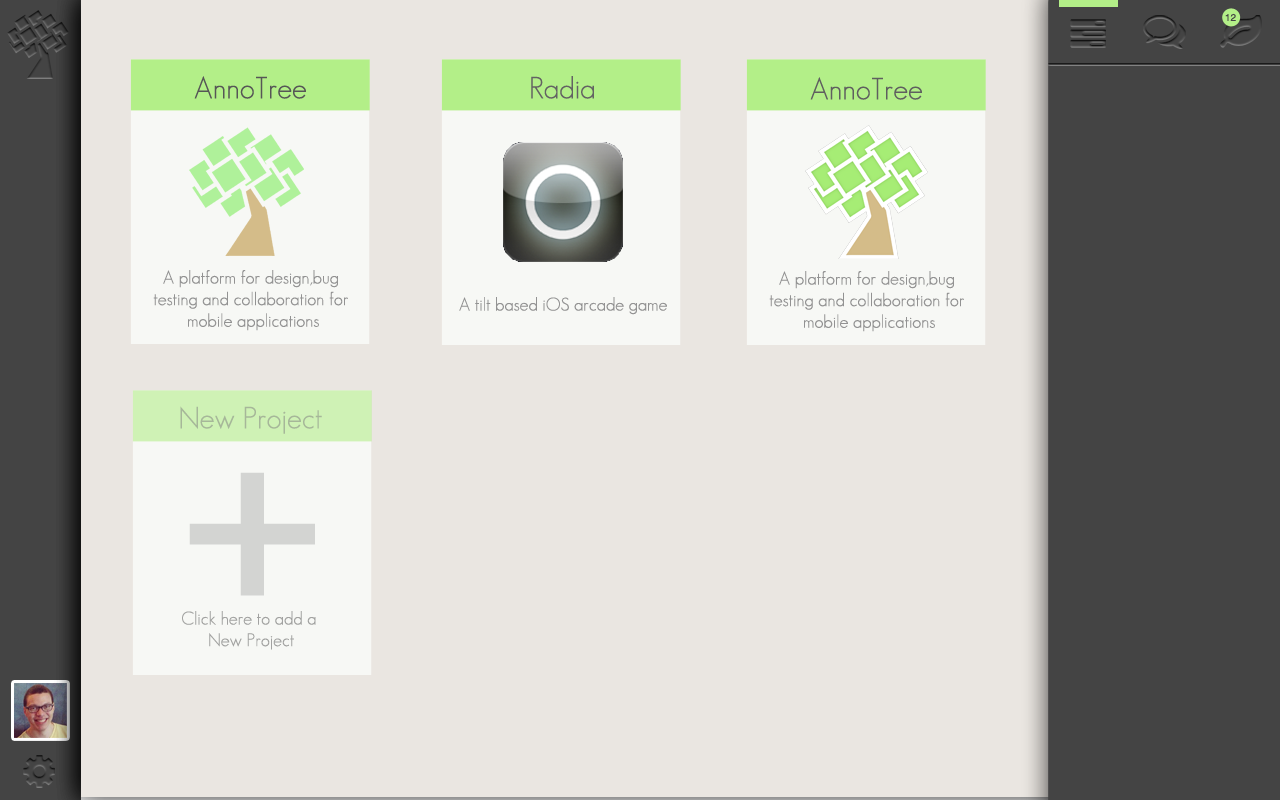 12
AnnoTree
Radia
AnnoTree
A platform for design,bug
testing and collaboration for
mobile applications
A tilt based iOS arcade game
A platform for design,bug
testing and collaboration for
mobile applications
New Project
Click here to add a
New Project